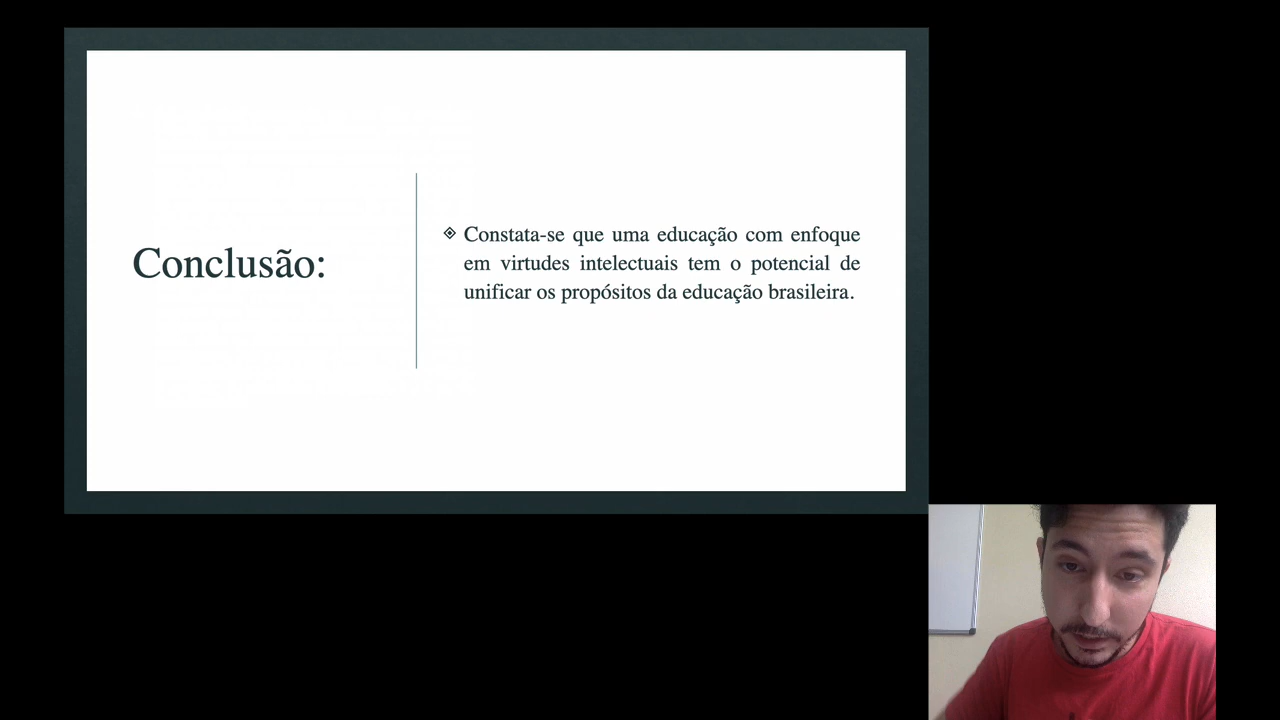 Conclusão:
Constata-se que uma educação com enfoque
em virtudes intelectuais tem o potencial de
unificar os propósitos da educação brasileira.